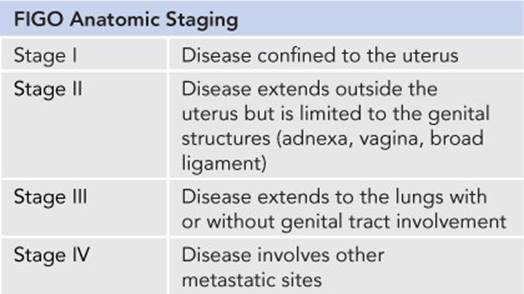 FIGO Anatomic Staging
Stage I Disease confined to the uterus
Stage II Disease extends outside the
uterus but is limited to the genital
structures (adnexa, vagina, broad
ligament)
Stage III Disease extends to the lungs with
or without genital tract involvement
Stage IV Disease involves other
metastatic sites